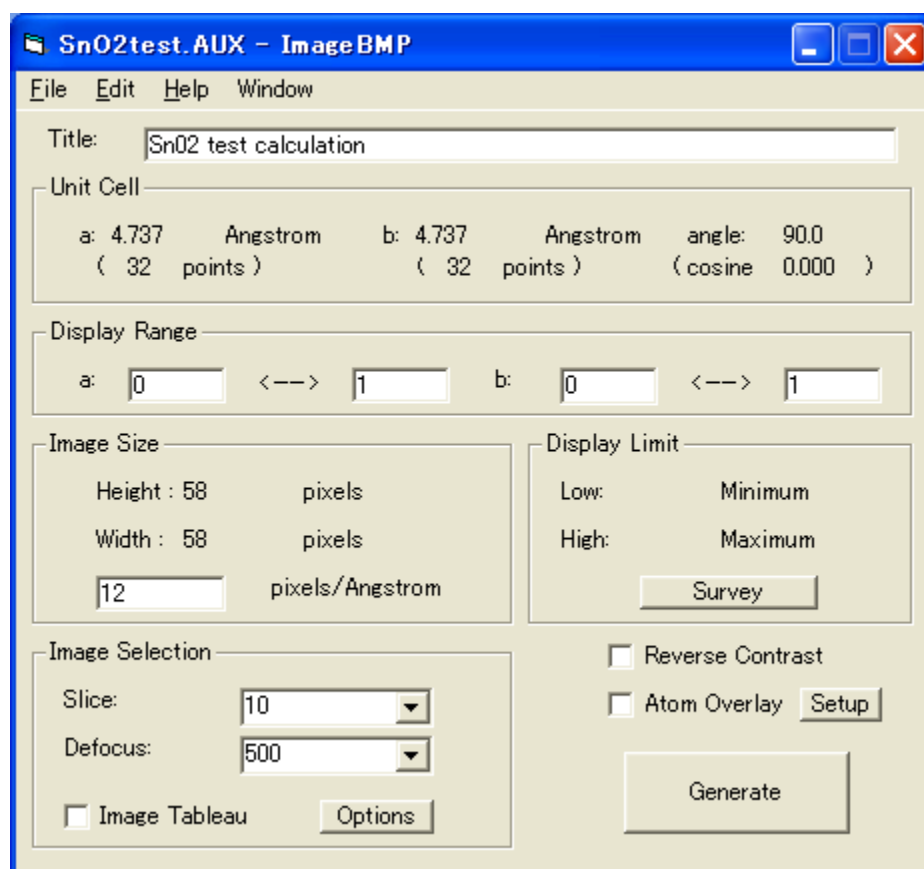 SnO2test.AUX - ImageBMP
File Edit Help Window
Title: Sn02 test calculation
Unit Cell
a: 4.737 Angstrom b: 4.737 Angstrom angle: 90.0
( 32 points ) ( 32 points ) ( cosine 0.000 )
Display Range
a: 0 <--> 1 b: 0 <--> 1
Image Size
Height : 58 pixels
Width : 58 pixels
12 pixels/Angstrom
Display Limit
Low: Minimum
High: Maximum
Survey
Image Selection
Slice: 10
Defocus: 500
Image Tableau Options
Reverse Contrast
Atom Overlay Setup
Generate